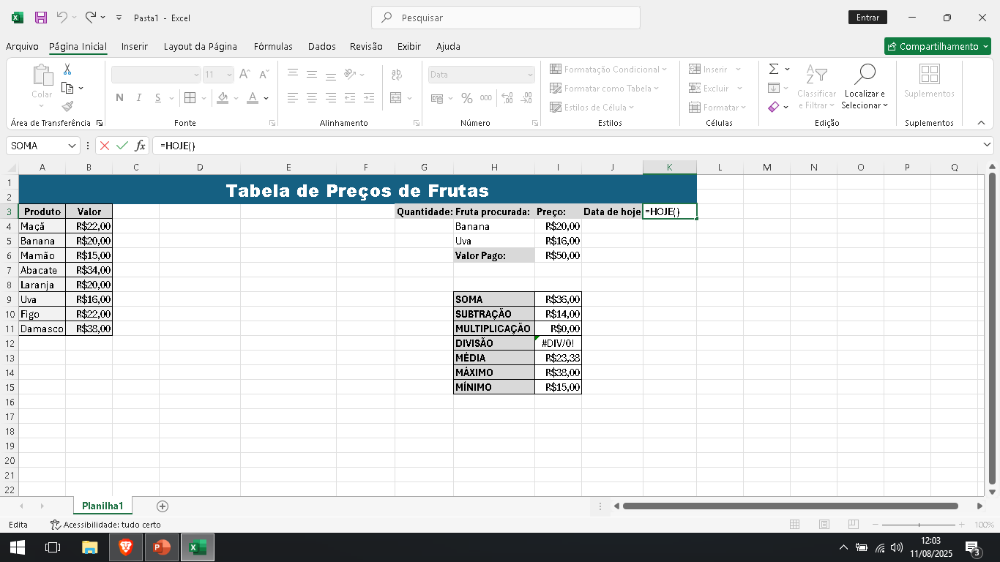 Pasta1 - Excel
Pesquisar
Entrar
Arquivo Página Inicial Inserir Layout da Página Fórmulas Dados Revisão Exibir Ajuda
Compartilhamento
Colar
Área de Transferência
11
N I S A
Fonte
ab
Alinhamento
Data
% 000
Número
Formatação Condicional
Formatar como Tabela
Estilos de Célula
Estilos
Inserir
Excluir
Formatar
Células
Classificar e Filtrar
Localizar e Selecionar
Edição
Suplementos
Suplementos
SOMA fx =HOJE()
A B C D E F G H I J K L M N O P Q
1
2 Tabela de Preços de Frutas
3 Produto Valor Quantidade: Fruta procurada: Preço: Data de hoje =HOJE()
4 Maçã R$22,00 Banana R$20,00
5 Banana R$20,00 Uva R$16,00
6 Mamão R$15,00 Valor Pago: R$50,00
7 Abacate R$34,00
8 Laranja R$20,00
9 Uva R$16,00 SOMA R$36,00
10 Figo R$22,00 SUBTRAÇÃO R$14,00
11 Damasco R$38,00 MULTIPLICAÇÃO R$0,00
12 DIVISÃO #DIV/0!
13 MÉDIA R$23,38
14 MÁXIMO R$38,00
15 MÍNIMO R$15,00
16
17
18
19
20
21
22
Planilha1
Edita Acessibilidade: tudo certo 100%
12:03
11/08/2025
3